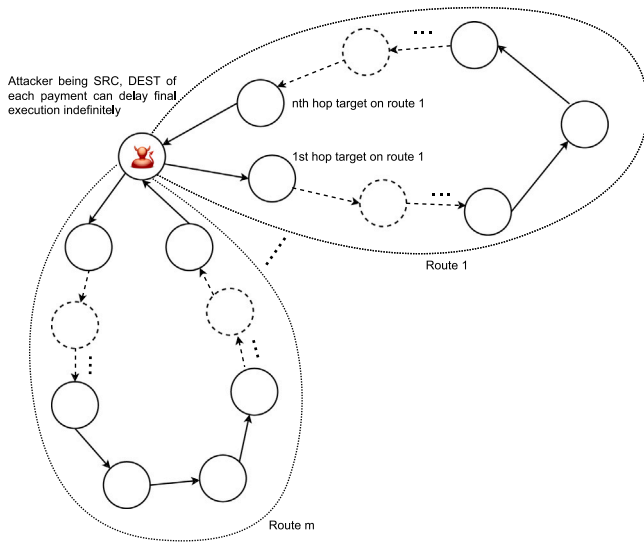 Attacker being SRC, DEST of
each payment can delay final
execution indefinitely
nth hop target on route 1
1st hop target on route 1
Route 1
Route m